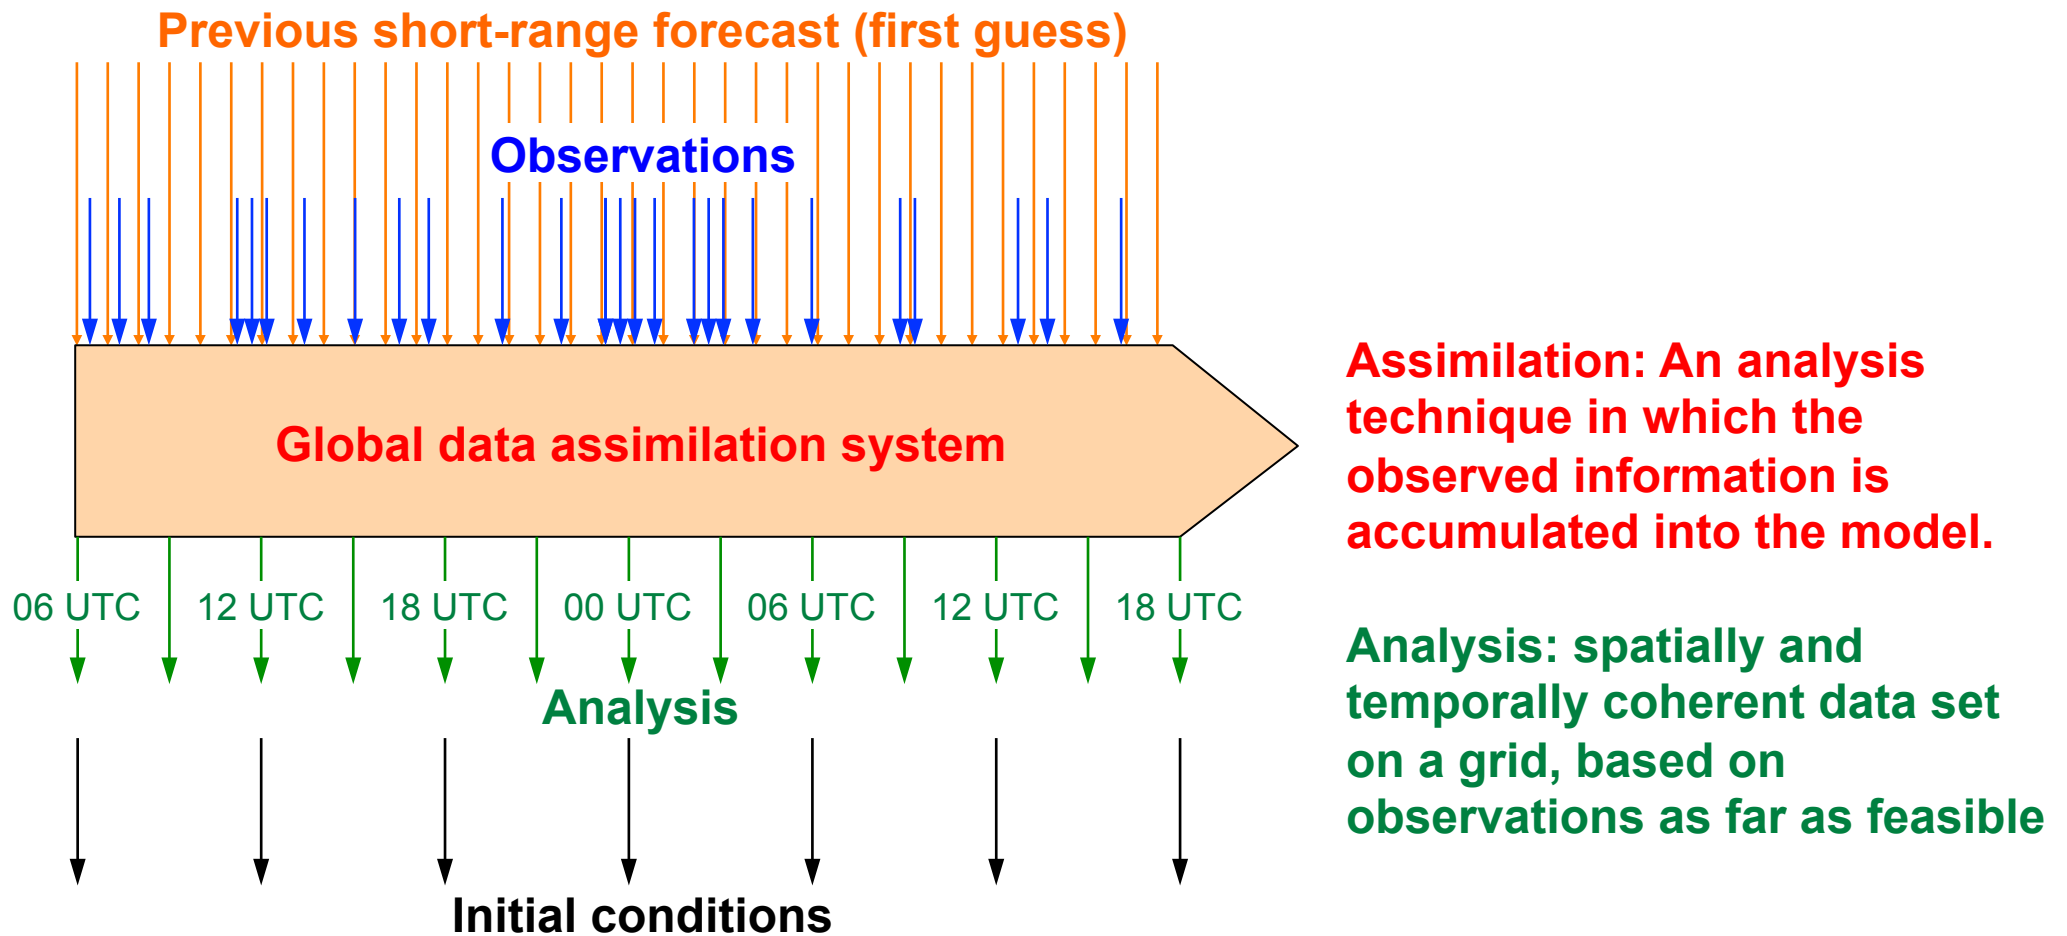 Previous short-range forecast (first guess)
Observations
Global data assimilation system
06 UTC 12 UTC 18 UTC 00 UTC 06 UTC 12 UTC 18 UTC
Analysis
Initial conditions
Assimilation: An analysis
technique in which the
observed information is
accumulated into the model.
Analysis: spatially and
temporally coherent data set
on a grid, based on
observations as far as feasible